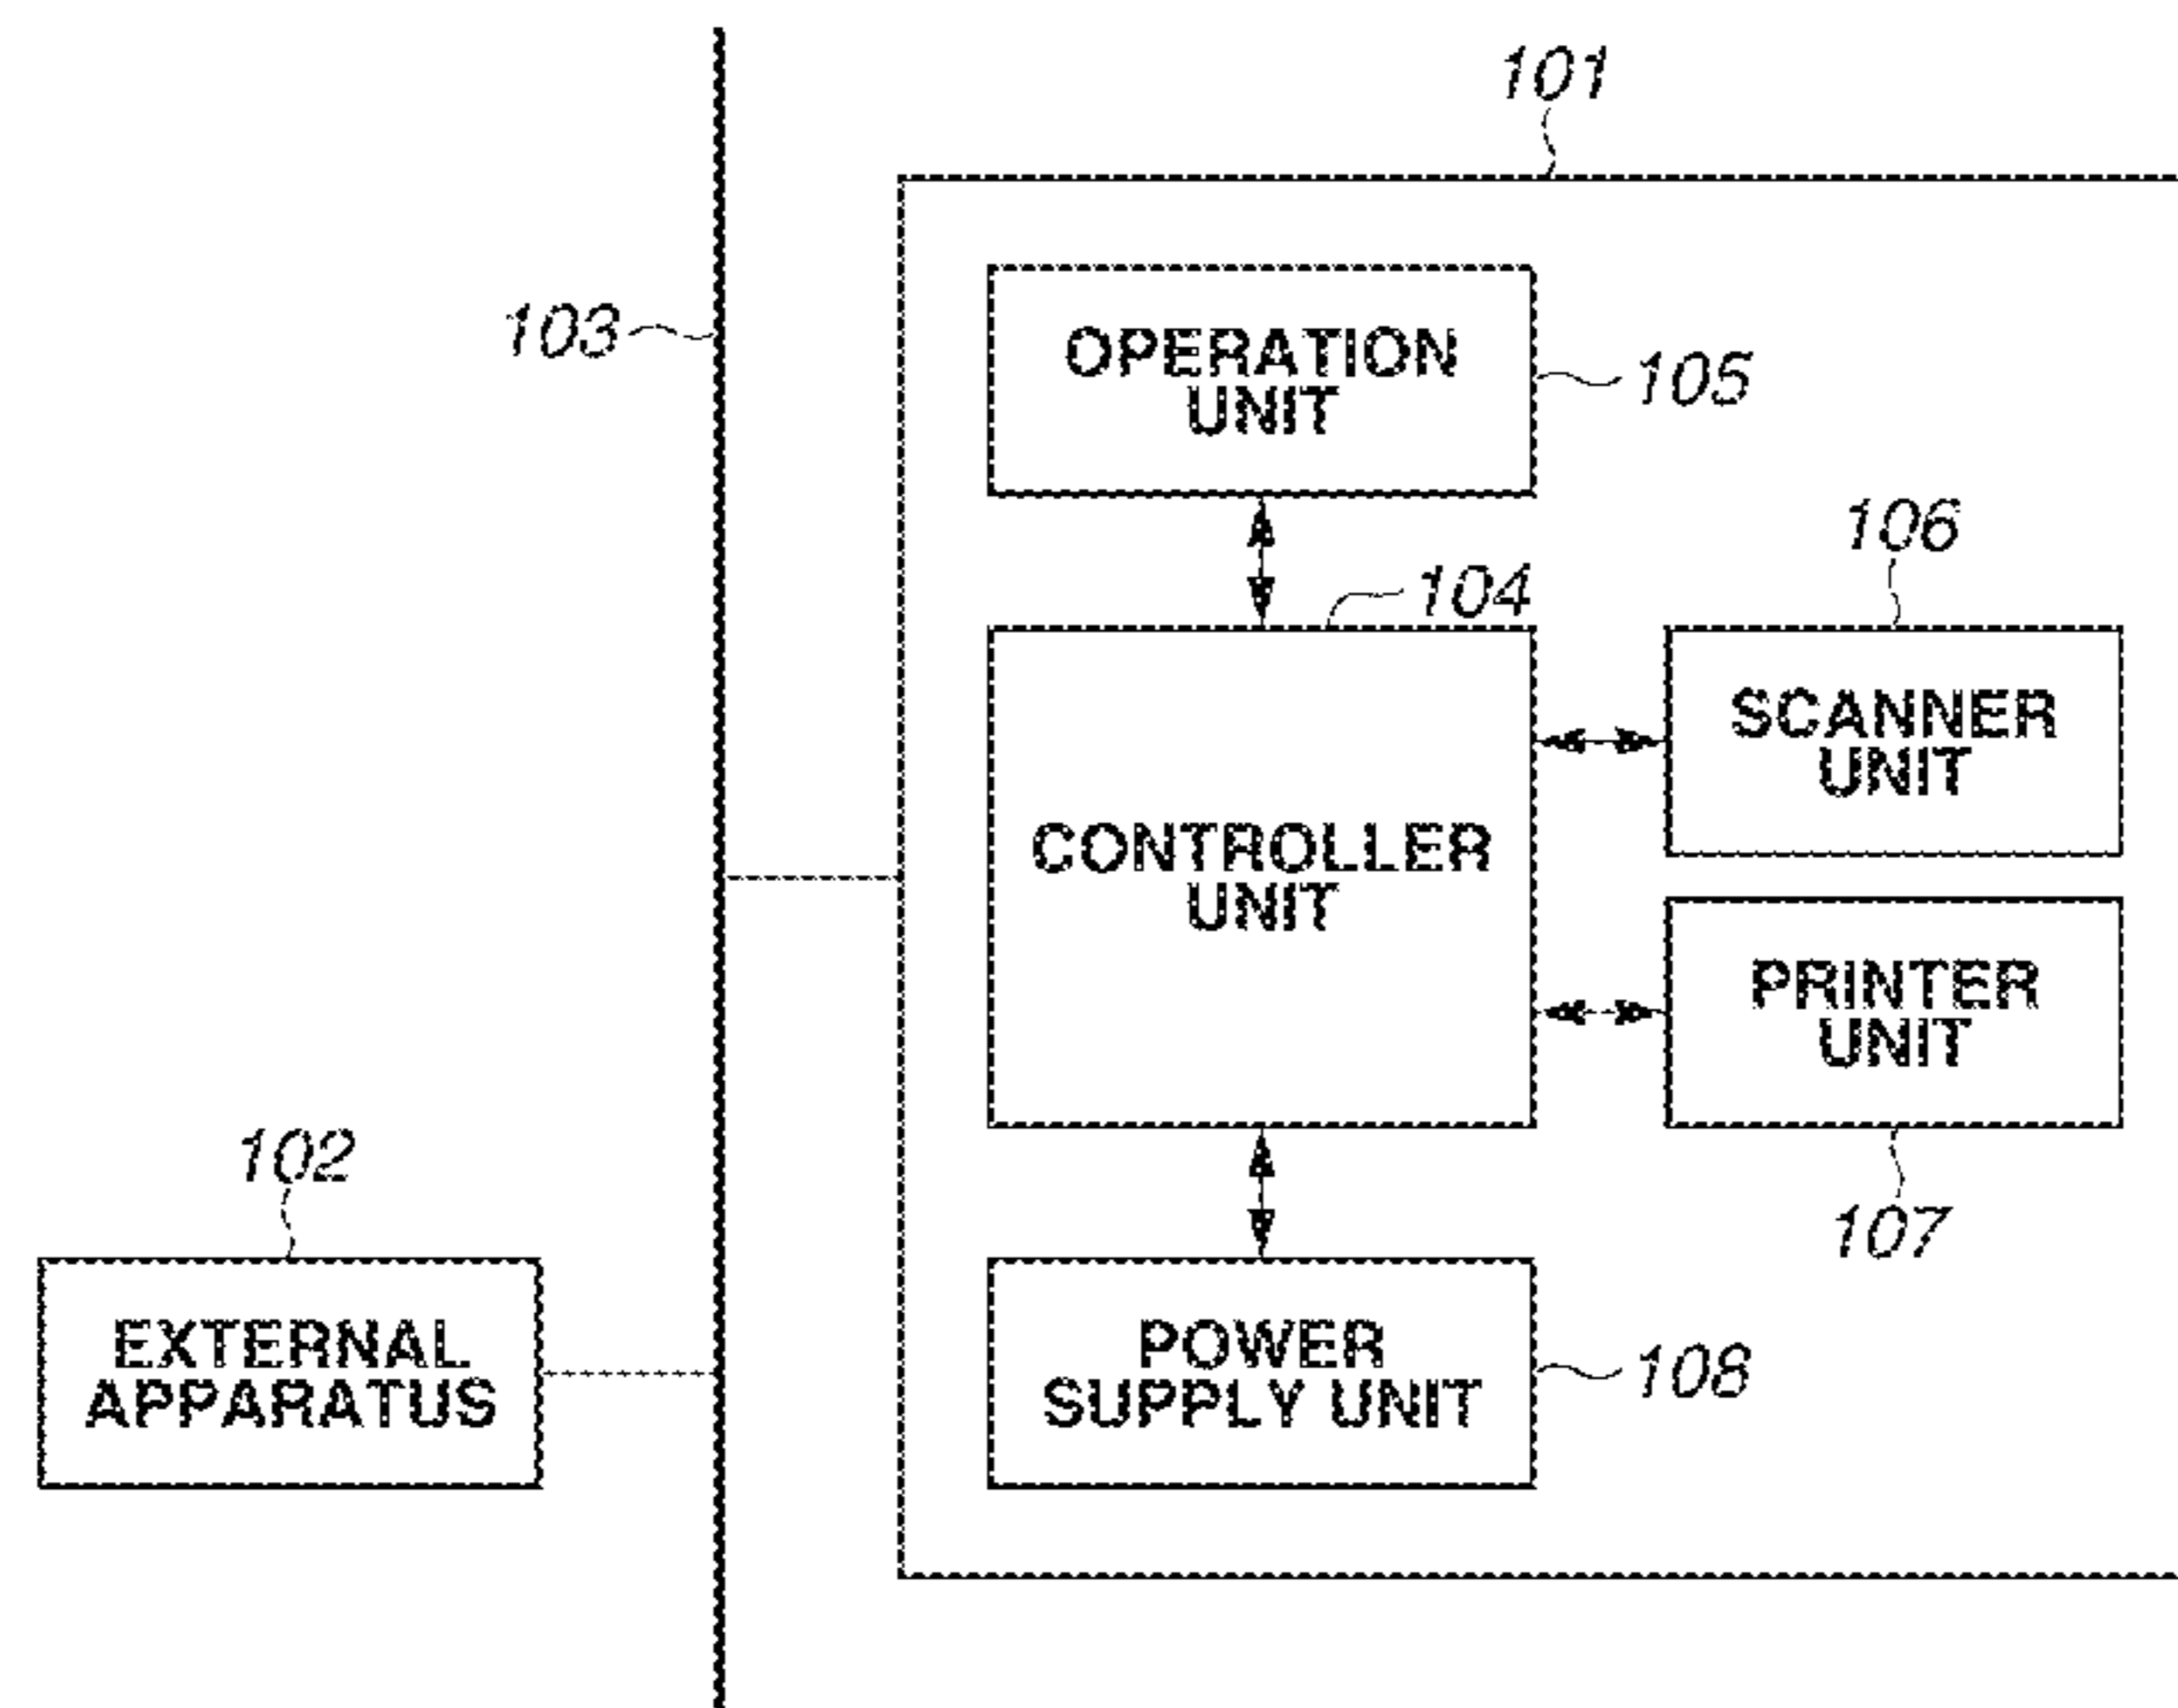 101
103
OPERATION
UNIT
105
106
104
SCANNER
UNIT
CONTROLLER
UNIT
PRINTER
UNIT
102
107
EXTERNAL
APPARATUS
POWER
SUPPLY UNIT
108